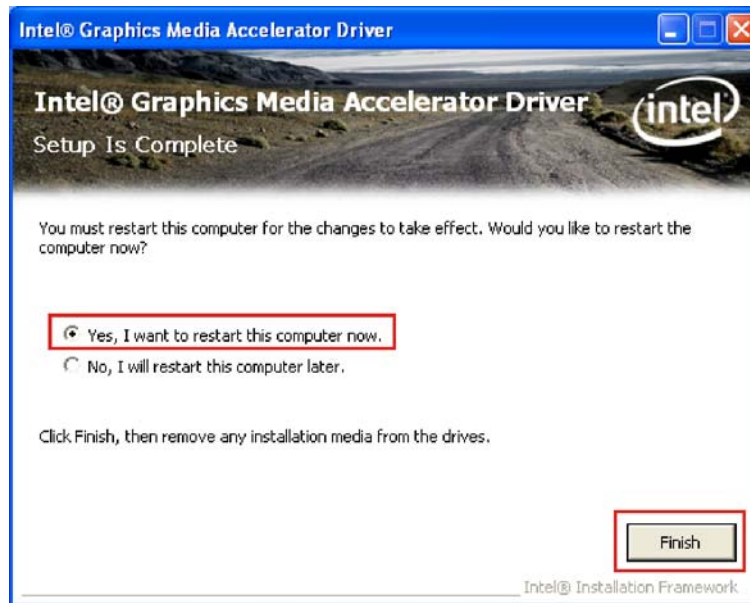 Intel® Graphics Media Accelerator Driver
Intel® Graphics Media Accelerator Driver
intel
Setup Is Complete
You must restart this computer for the changes to take effect. Would you like to restart the
computer now?
Yes, I want to restart this computer now.
No, I will restart this computer later.
Click Finish, then remove any installation media from the drives.
Finish
Intel® Installation Framework